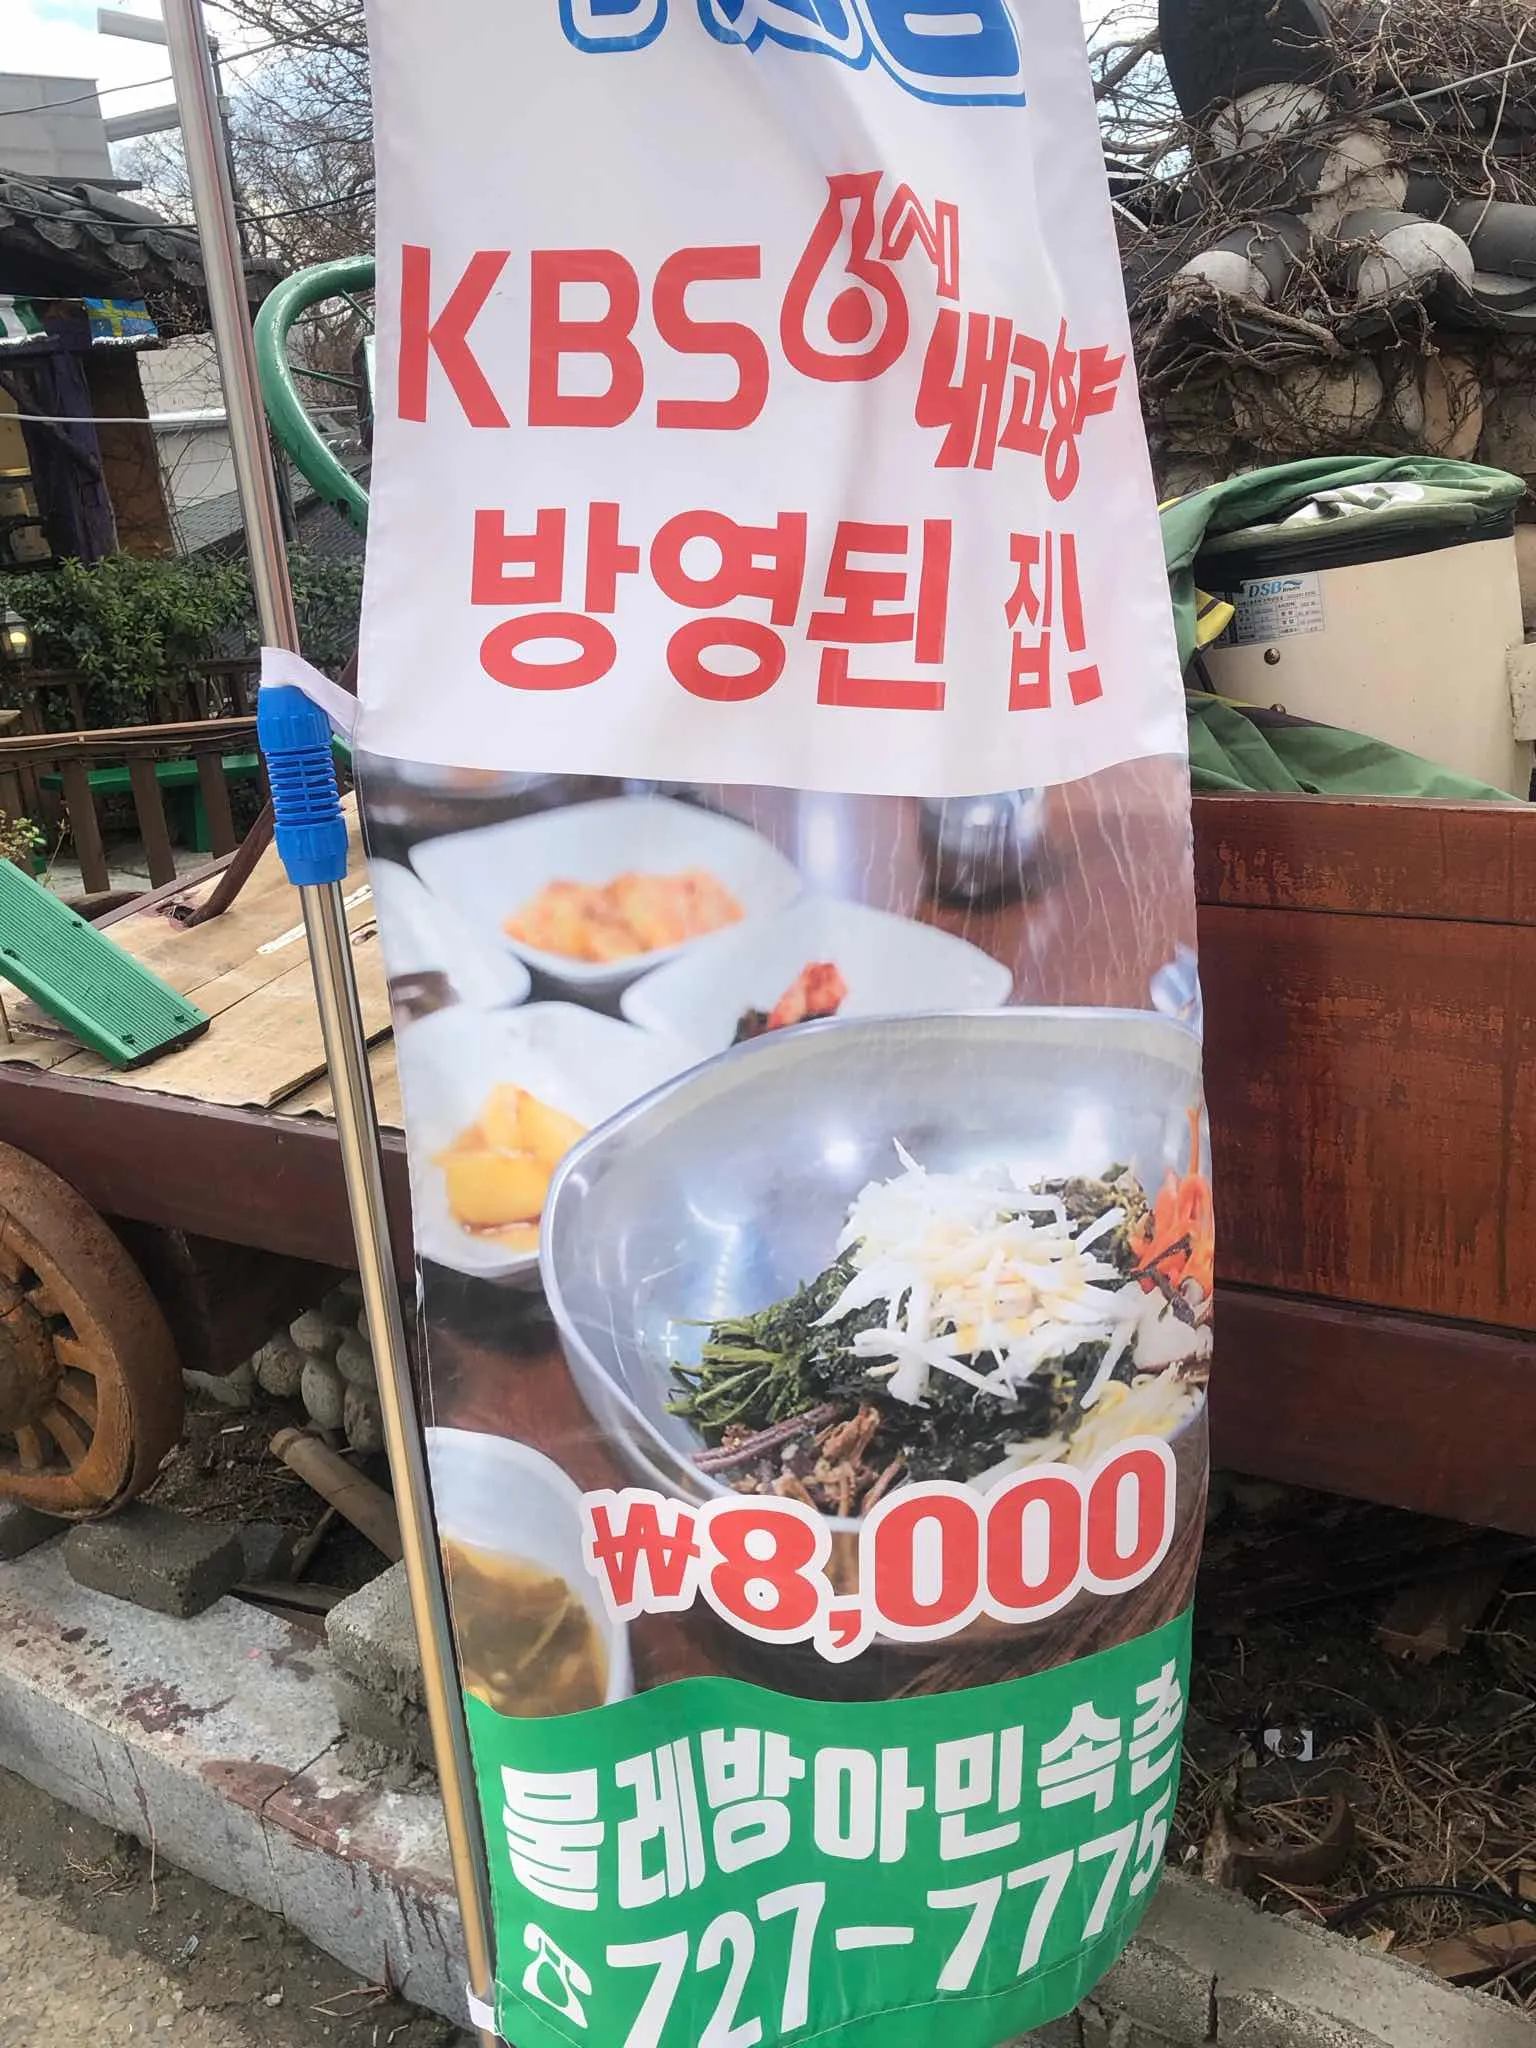 KBS 6시 내고향
방영된 집!
₩8,000
물레방아민속촌
☎727-7775
DSB